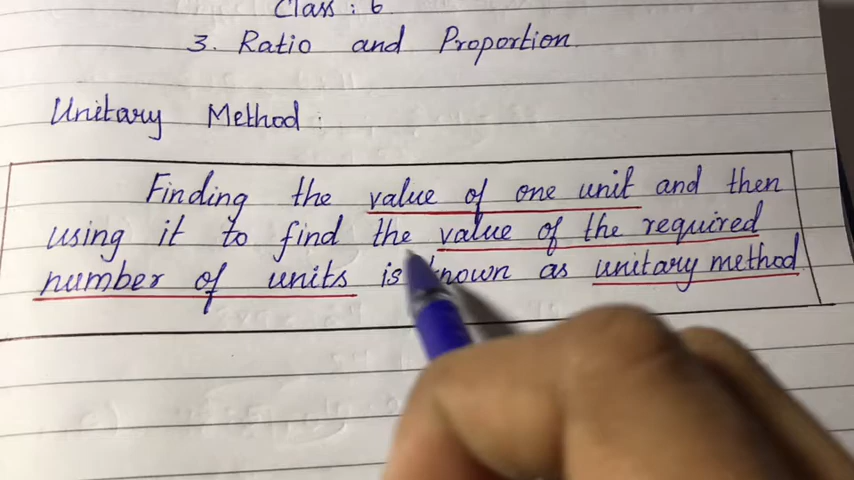 Class : 6
3. Ratio and Proportion
Unitary Method :
Finding the value of one unit and then
using it to find the value of the required
number of units is known as unitary method